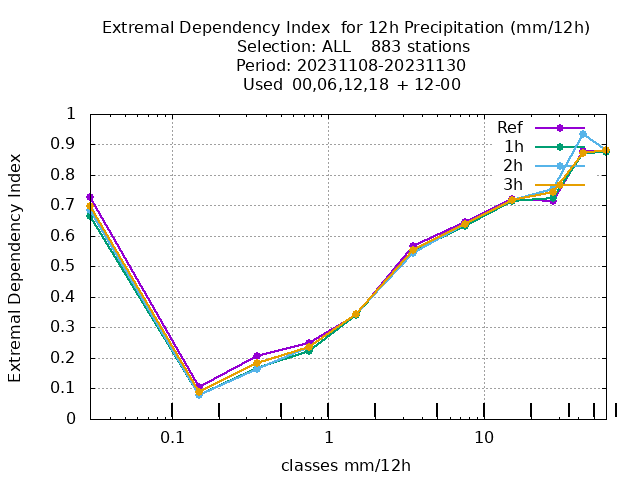 Extremal Dependency Index  for 12h Precipitation (mm/12h)
Selection: ALL    883 stations
Period: 20231108-20231130
Used  00,06,12,18  + 12-00
Ref
1h
2h
3h
Extremal Dependency Index
1
0.9
0.8
0.7
0.6
0.5
0.4
0.3
0.2
0.1
0
0.1 1 10
classes mm/12h